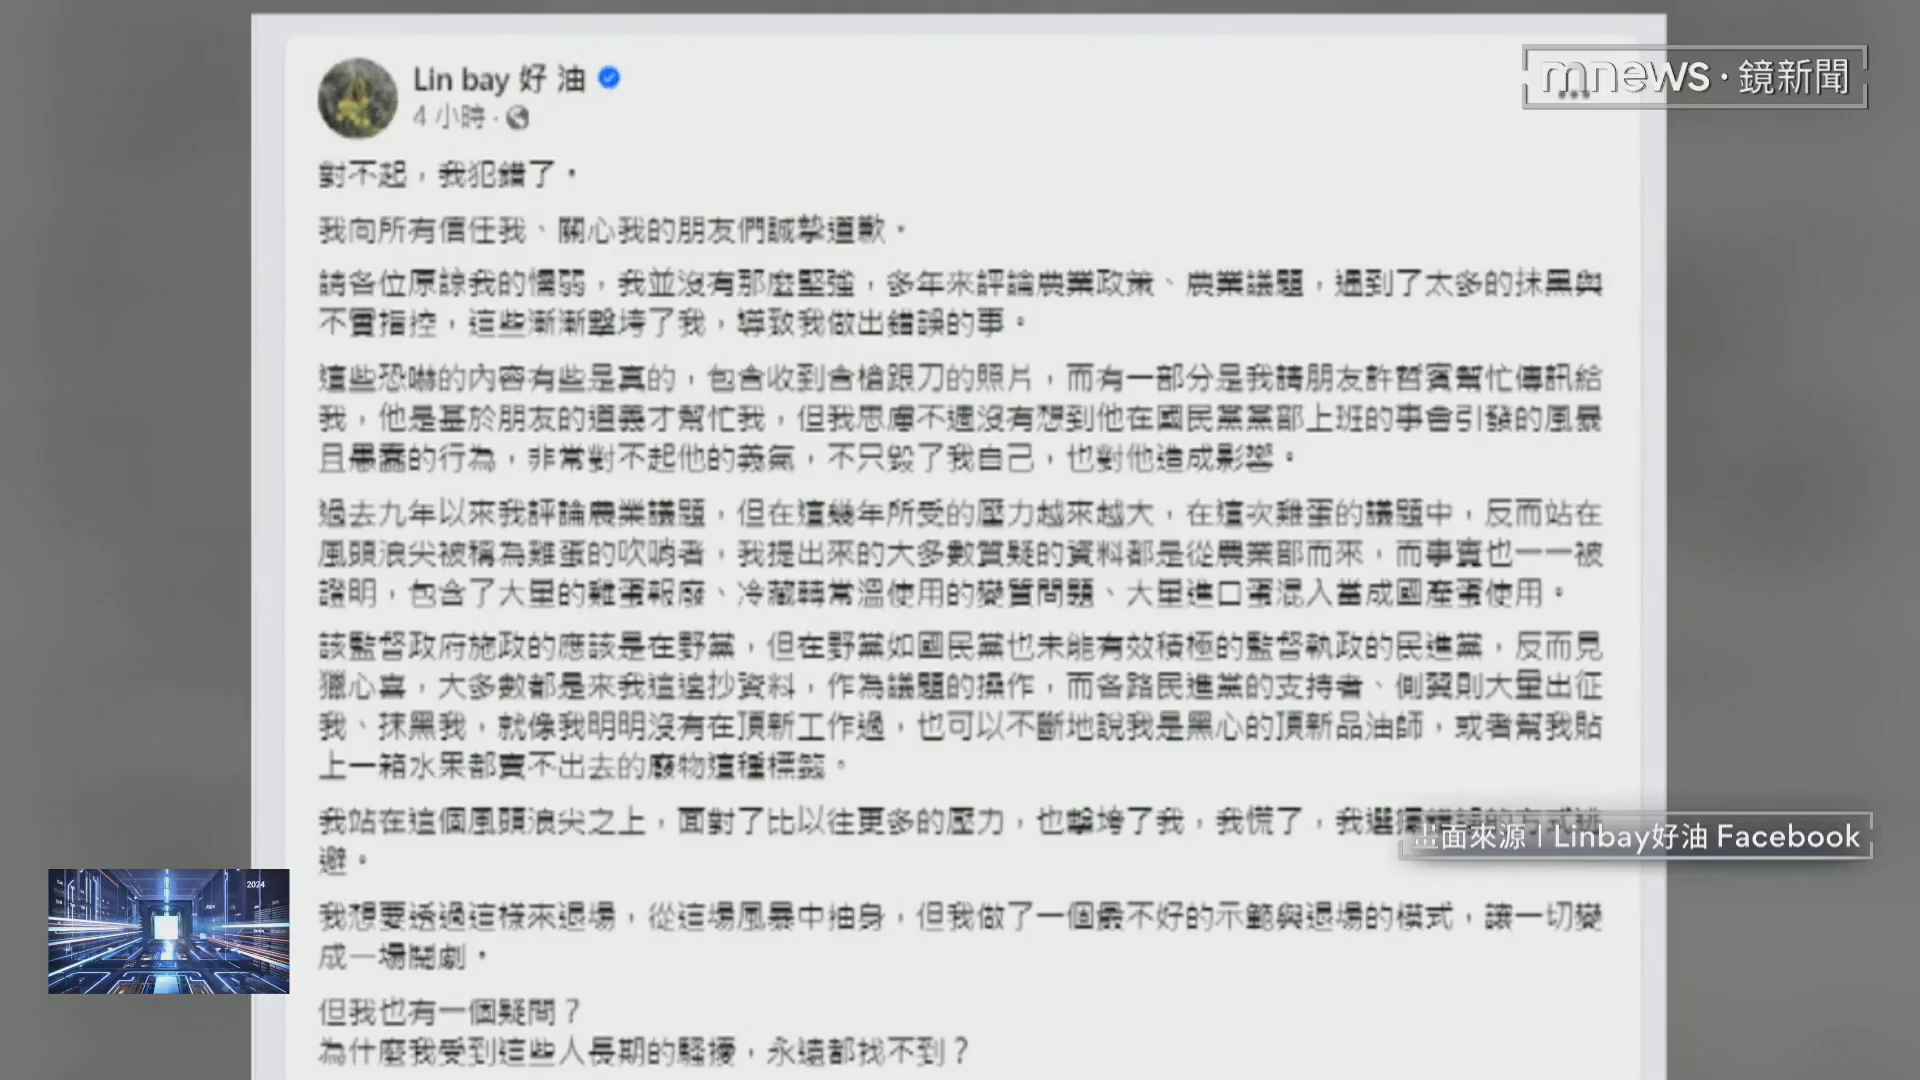 Lin bay 好油
4 小時
mnews·鏡新聞
對不起，我犯錯了。
我向所有信任我、關心我的朋友們誠摯道歉。
請各位原諒我的懦弱，我並沒有那麼堅強，多年來評論農業政策、農業議題，遇到了太多的抹黑與
不實指控，這些漸漸擊垮了我，導致我做出錯誤的事。
這些恐嚇的內容有些是真的，包含收到含槍跟刀的照片，而有一部分是我請朋友許哲賓幫忙傳訊給
我，他是基於朋友的道義才幫忙我，但我思慮不週沒有想到他在國民黨黨部上班的事會引發的風暴
且愚蠢的行為，非常對不起他的義氣，不只毀了我自己，也對他造成影響。
過去九年以來我評論農業議題，但在這幾年所受的壓力越來越大，在這次雞蛋的議題中，反而站在
風頭浪尖被稱為雞蛋的吹哨者，我提出來的大多數質疑的資料都是從農業部而來，而事實也一一被
證明，包含了大量的雞蛋報廢、冷藏轉常溫使用的變質問題、大量進口蛋混入當成國產蛋使用。
該監督政府施政的應該是在野黨，但在野黨如國民黨也未能有效積極的監督執政的民進黨，反而見
獵心喜，大多數都是來我這邊抄資料，作為議題的操作，而各路民進黨的支持者、側翼則大量出征
我、抹黑我，就像我明明沒有在頂新工作過，也可以不斷地說我是黑心的頂新品油師，或者幫我貼
上一箱水果都賣不出去的廢物這種標籤。
我站在這個風頭浪尖之上，面對了比以往更多的壓力，也擊垮了我，我慌了，我選擇錯誤的方式逃
避。
畫面來源 | Linbay好油 Facebook
2024
我想要透過這樣來退場，從這場風暴中抽身，但我做了一個最不好的示範與退場的模式，讓一切變
成一場鬧劇。
但我也有一個疑問？
為什麼我受到這些人長期的騷擾，永遠都找不到？